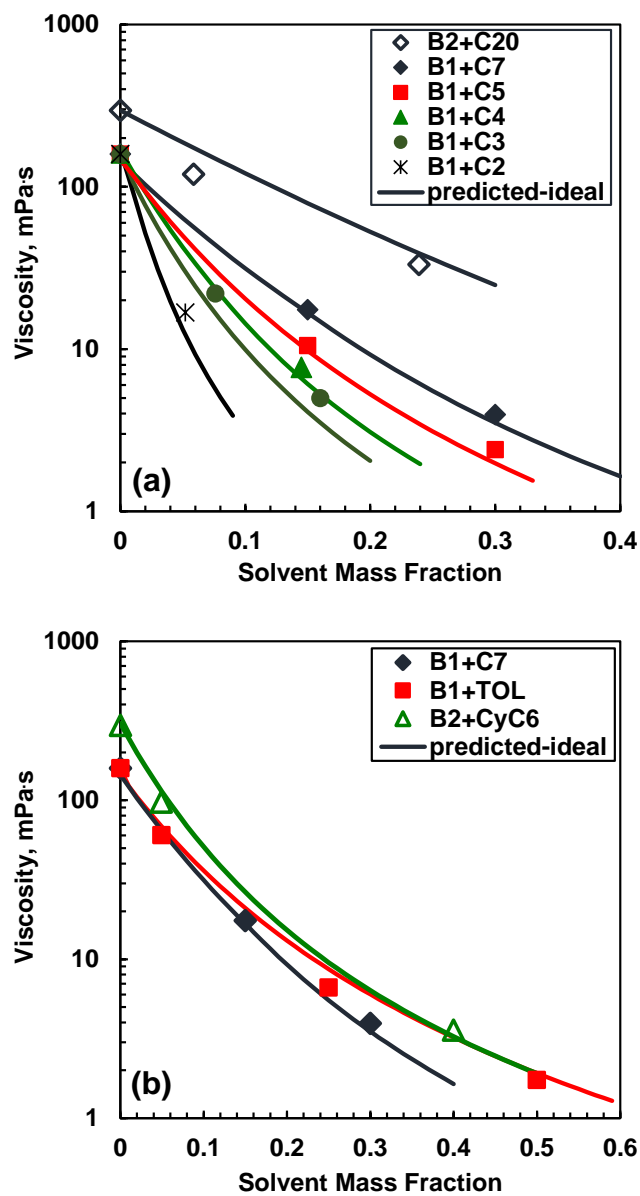 1000
100
10
1
Viscosity, mPa·s
B2+C20
B1+C7
B1+C5
B1+C4
B1+C3
B1+C2
predicted-ideal
(a)
0 0.1 0.2 0.3 0.4
Solvent Mass Fraction
1000
100
10
1
Viscosity, mPa·s
B1+C7
B1+TOL
B2+CyC6
predicted-ideal
(b)
0 0.1 0.2 0.3 0.4 0.5 0.6
Solvent Mass Fraction